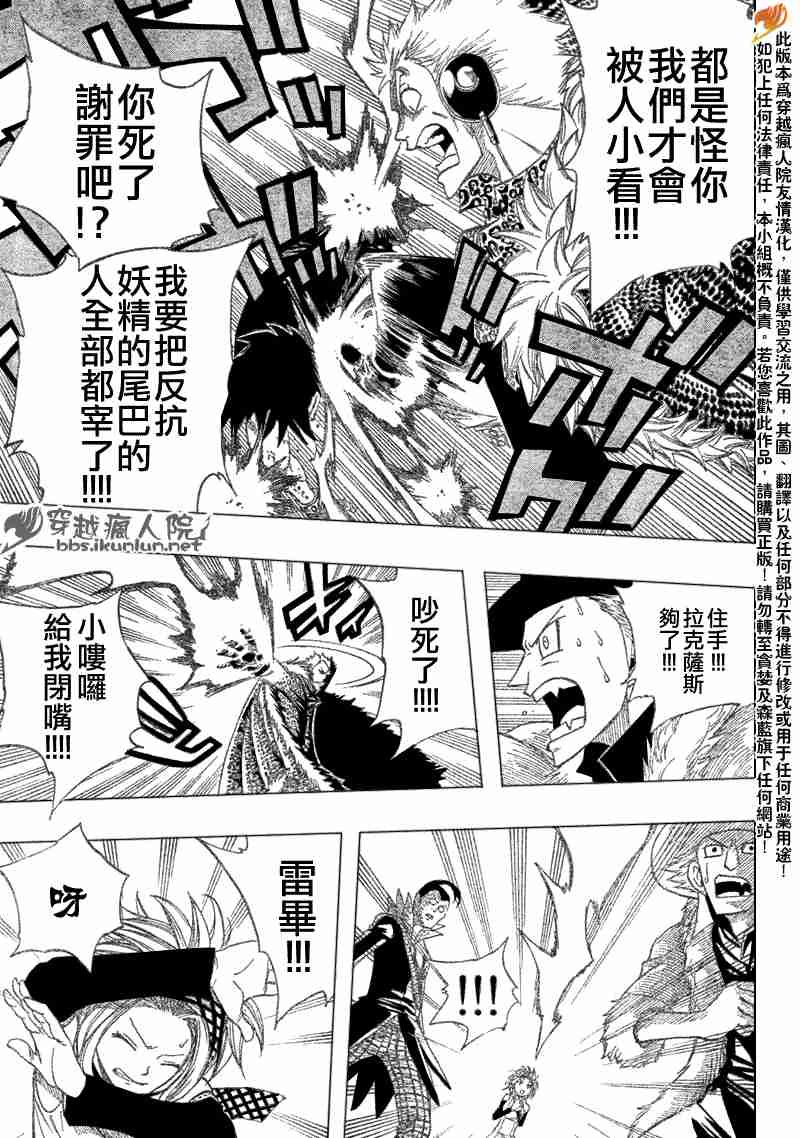 都是怪你
我們才會
被人小看!!!
你死了
謝罪吧!?
我要把反抗
妖精的尾巴的
人全部都宰了!!!!
ドガ
ボゴ
ドゴ
穿越瘋人院
bbs.ikunlun.net
住手!!!
拉克薩斯
夠了!!!
吵死了!!!!
小嘍囉
給我閉嘴!!!!
!!!
雷畢!!!
呀
此版本爲穿越瘋人院友情漢化，僅供學習交流之用，其圖、翻譯以及任何部分不得進行修改或用于任何商業用途！
如犯上任何法律責任，本小組概不負責。若您喜歡此作品，請購買正版！請勿轉至貪婪及森藍旗下任何網站！